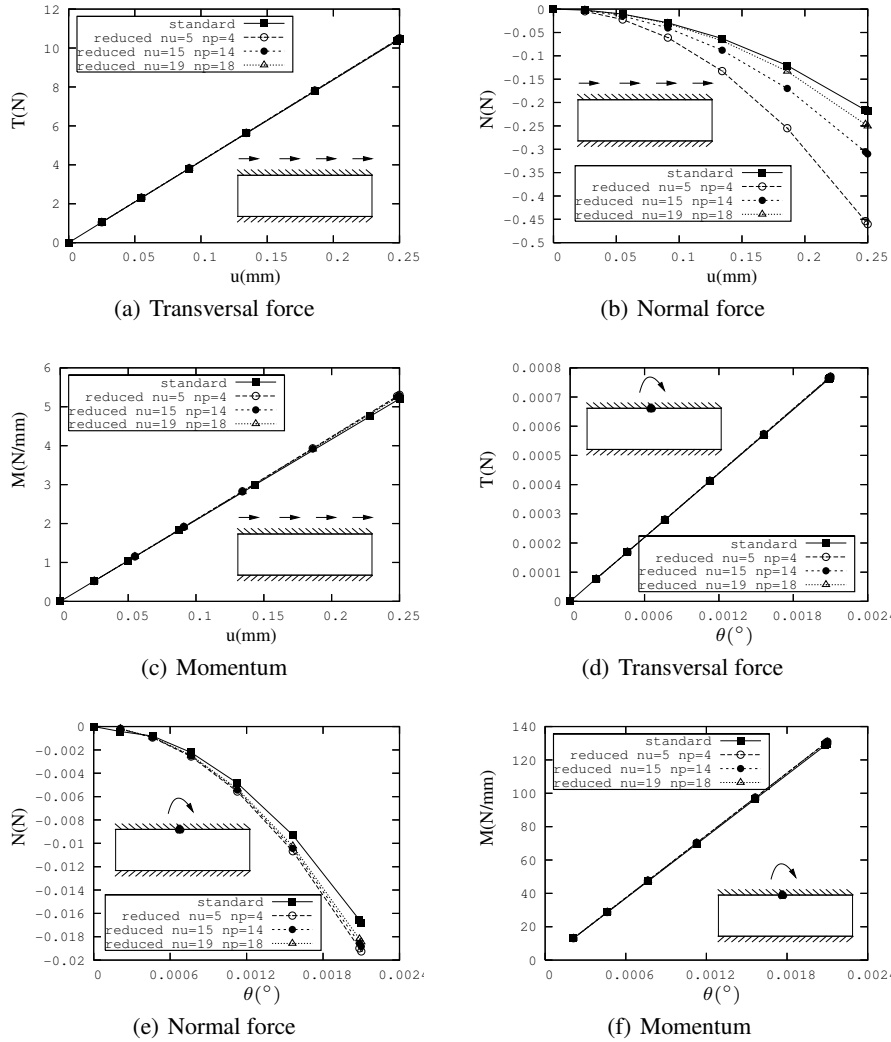 12
10
8
6
4
2
0
T(N)
standard
reduced nu=5 np=4
reduced nu=15 np=14
reduced nu=19 np=18
0
0.05
0.1
0.15
0.2
0.25
u(mm)
(a) Transversal force
0
-0.05
-0.1
-0.15
-0.2
-0.25
-0.3
-0.35
-0.4
-0.45
-0.5
N(N)
standard
reduced nu=5 np=4
reduced nu=15 np=14
reduced nu=19 np=18
0
0.05
0.1
0.15
0.2
0.25
u(mm)
(b) Normal force
6
5
4
3
2
1
0
M(N/mm)
standard
reduced nu=5 np=4
reduced nu=15 np=14
reduced nu=19 np=18
0
0.05
0.1
0.15
0.2
0.25
u(mm)
(c) Momentum
0.0008
0.0007
0.0006
0.0005
0.0004
0.0003
0.0002
0.0001
0
T(N)
standard
reduced nu=5 np=4
reduced nu=15 np=14
reduced nu=19 np=18
0
0.0006
0.0012
0.0018
0.0024
θ(°)
(d) Transversal force
0
-0.002
-0.004
-0.006
-0.008
-0.01
-0.012
-0.014
-0.016
-0.018
-0.02
N(N)
standard
reduced nu=5 np=4
reduced nu=15 np=14
reduced nu=19 np=18
0
0.0006
0.0012
0.0018
0.0024
θ(°)
(e) Normal force
140
120
100
80
60
40
20
0
M(N/mm)
standard
reduced nu=5 np=4
reduced nu=15 np=14
reduced nu=19 np=18
0
0.0006
0.0012
0.0018
0.0024
θ(°)
(f) Momentum